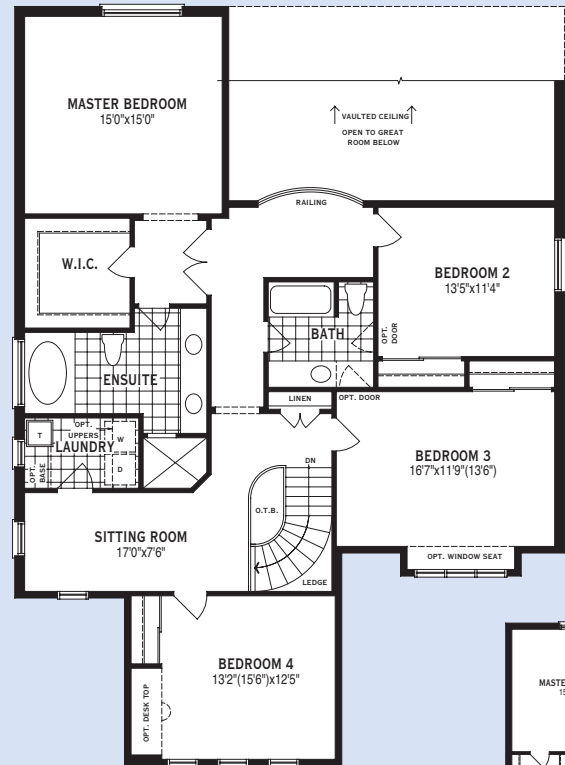 MASTER BEDROOM
15'0"x15'0"
VAULTED CEILING
OPEN TO GREAT
ROOM BELOW
RAILING
W.I.C.
BEDROOM 2
13'5"x11'4"
BATH
OPT.
DOOR
ENSUITE
LINEN
OPT. DOOR
OPT.
UPPERS
T
W
LAUNDRY
D
OPT.
BASE
BEDROOM 3
16'7"x11'9"(13'6")
DN
O.T.B.
SITTING ROOM
17'0"x7'6"
OPT. WINDOW SEAT
LEDGE
BEDROOM 4
13'2"(15'6")x12'5"
OPT. DESK TOP
MASTE
15